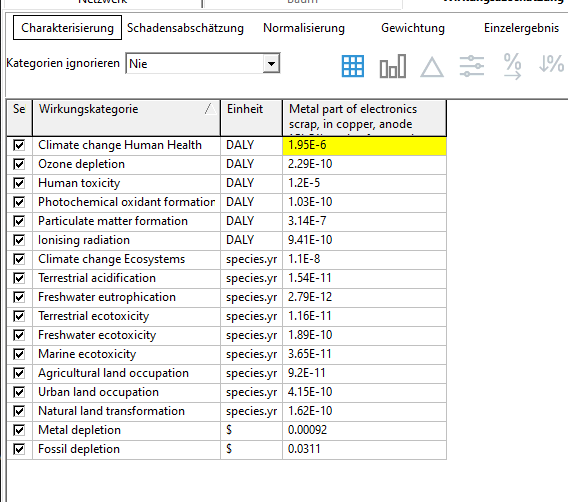 Netzwerk
Baum
Charakterisierung Schadensabschätzung Normalisierung Gewichtung Einzelergebnis
Kategorien ignorieren Nie
Se Wirkungskategorie Einheit Metal part of electronics
scrap, in copper, anode
Climate change Human Health DALY 1.95E-6
Ozone depletion DALY 2.29E-10
Human toxicity DALY 1.2E-5
Photochemical oxidant formation DALY 1.03E-10
Particulate matter formation DALY 3.14E-7
Ionising radiation DALY 9.41E-10
Climate change Ecosystems species.yr 1.1E-8
Terrestrial acidification species.yr 1.54E-11
Freshwater eutrophication species.yr 2.79E-12
Terrestrial ecotoxicity species.yr 1.16E-11
Freshwater ecotoxicity species.yr 1.89E-10
Marine ecotoxicity species.yr 3.65E-11
Agricultural land occupation species.yr 9.2E-11
Urban land occupation species.yr 4.15E-10
Natural land transformation species.yr 1.62E-10
Metal depletion $ 0.00092
Fossil depletion $ 0.0311